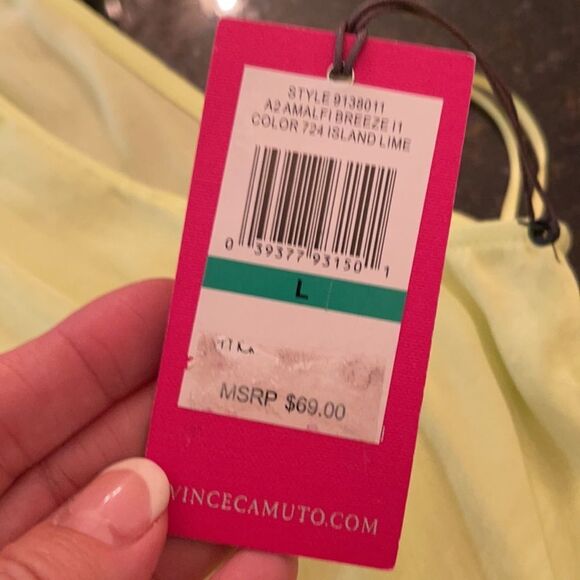 STYLE 9138011
A2 AMALFI BREEZE I1
COLOR 724 ISLAND LIME
0 39377 93150 1
L
MSRP $69.00
VINCECAMUTO.COM